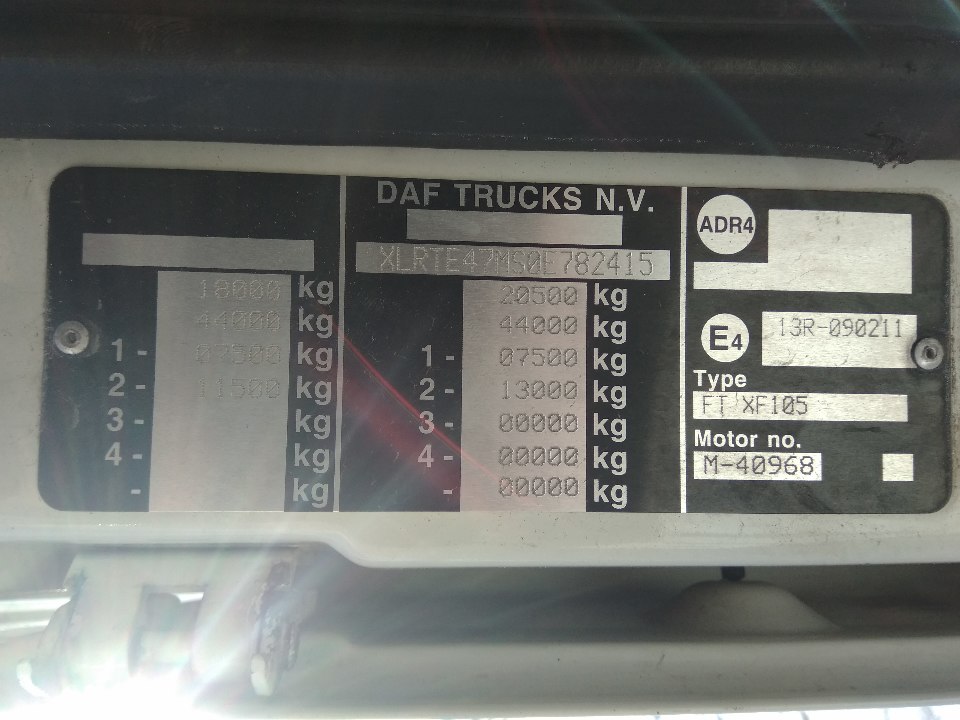 18000 kg
44000 kg
1- 07500 kg
2- 11500 kg
3- kg
4- kg
- kg
DAF TRUCKS N.V.
XLRTE47MS0E782415
20500 kg
44000 kg
1- 07500 kg
2- 13000 kg
3- 00000 kg
4- 00000 kg
- 00000 kg
ADR4
E4 13R-090211
Type
FT XF105
Motor no.
M-40968